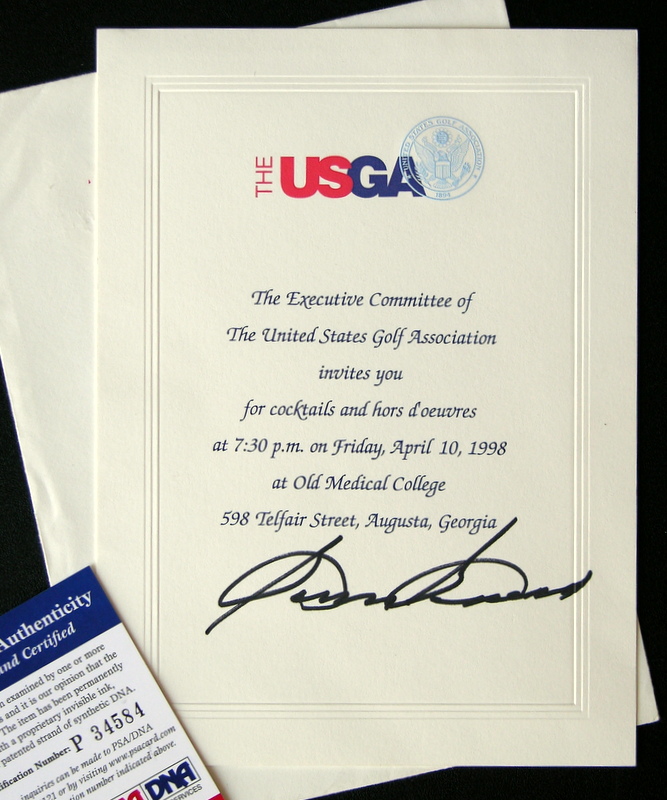 THE USGA
UNITED STATES GOLF ASSOCIATION
1894
The Executive Committee of
The United States Golf Association
invites you
for cocktails and hors d'oeuvres
at 7:30 p.m. on Friday, April 10, 1998
at Old Medical College
598 Telfair Street, Augusta, Georgia
Authenticity
and Certified
examined by one or more
and it is our opinion that the
The item has been permanently
a proprietary invisible ink,
patented strand of synthetic DNA.
Number: P 34584
inquiries can be made to PSA/DNA
or by visiting www.psacard.com
number indicated above.
DNA
SERVICES